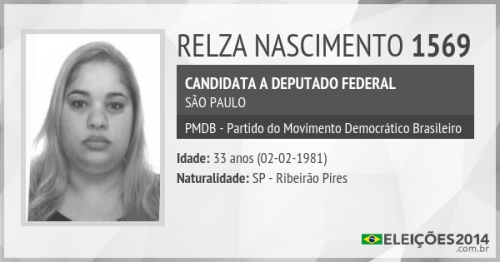 RELZA NASCIMENTO 1569
CANDIDATA A DEPUTADO FEDERAL
SÃO PAULO
PMDB - Partido do Movimento Democrático Brasileiro
Idade: 33 anos (02-02-1981)
Naturalidade: SP - Ribeirão Pires
ELEIÇÕES2014
.com.br